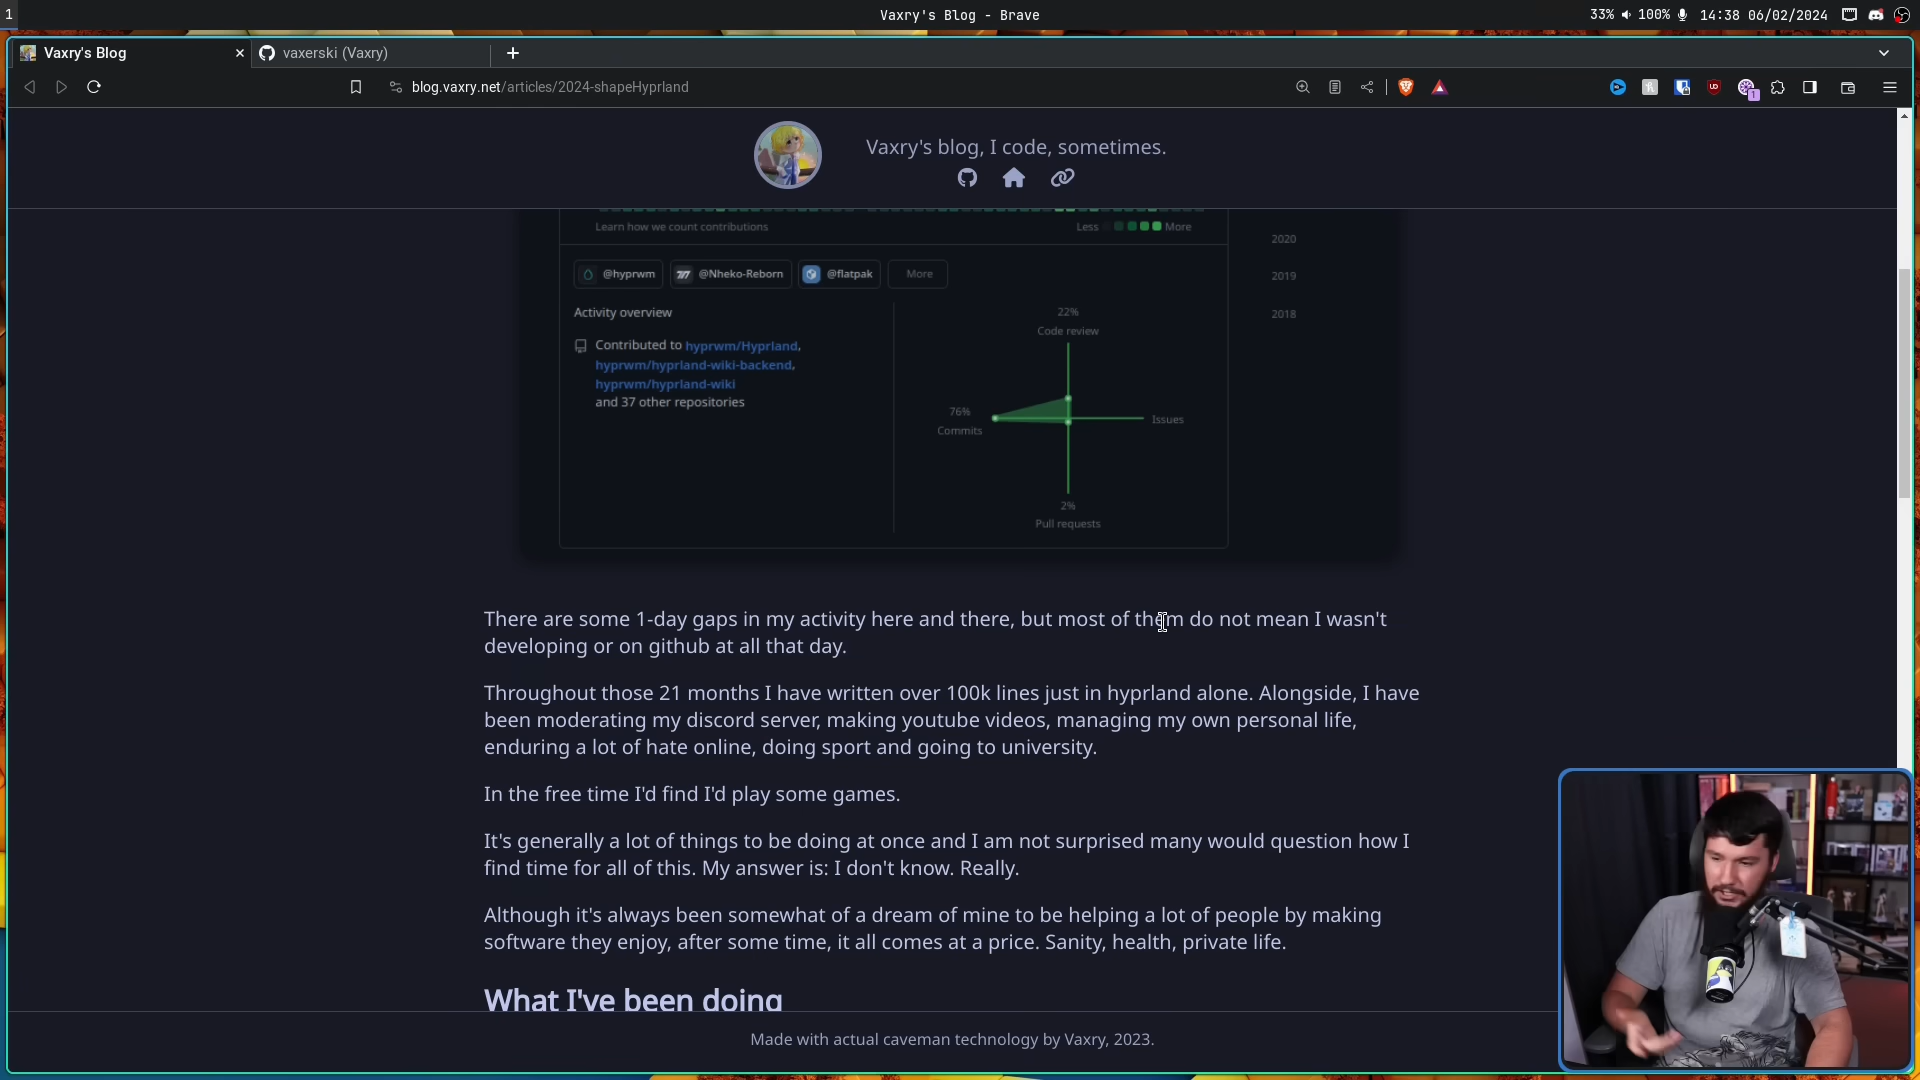 1
Vaxry's Blog - Brave
33% 100% 14:38 06/02/2024
Vaxry's Blog
vaxerski (Vaxry)
blog.vaxry.net/articles/2024-shapeHyprland
1
Vaxry's blog, I code, sometimes.
Learn how we count contributions
Less More
2020
@hyprwm @Nheko-Reborn @flatpak More
2019
Activity overview
22%
2018
Code review
Contributed to hyprwm/Hyprland,
hyprwm/hyprland-wiki-backend,
hyprwm/hyprland-wiki
and 37 other repositories
76%
Commits
Issues
2%
Pull requests
There are some 1-day gaps in my activity here and there, but most of them do not mean I wasn't
developing or on github at all that day.
Throughout those 21 months I have written over 100k lines just in hyprland alone. Alongside, I have
been moderating my discord server, making youtube videos, managing my own personal life,
enduring a lot of hate online, doing sport and going to university.
In the free time I'd find I'd play some games.
It's generally a lot of things to be doing at once and I am not surprised many would question how I
find time for all of this. My answer is: I don't know. Really.
Although it's always been somewhat of a dream of mine to be helping a lot of people by making
software they enjoy, after some time, it all comes at a price. Sanity, health, private life.
What I've been doing
Made with actual caveman technology by Vaxry, 2023.